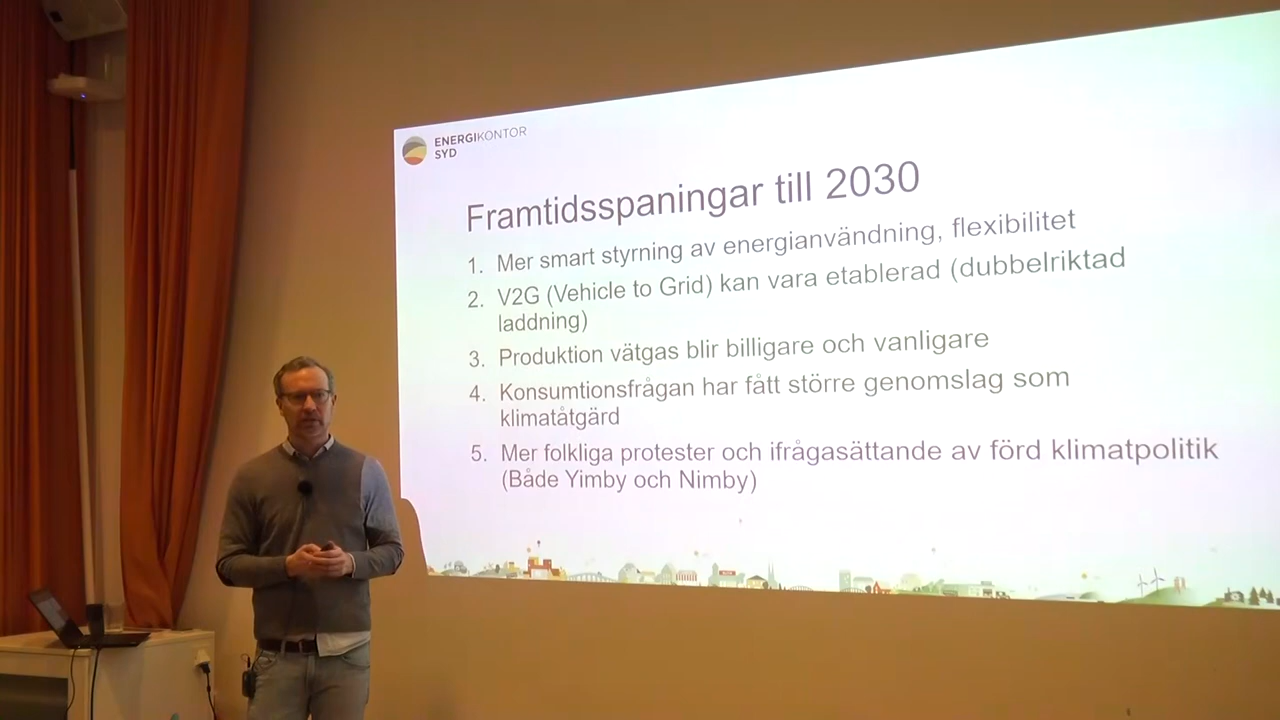 ENERGIKONTOR
SYD
Framtidsspaningar till 2030
1. Mer smart styrning av energianvändning, flexibilitet
2. V2G (Vehicle to Grid) kan vara etablerad (dubbelriktad
laddning)
3. Produktion vätgas blir billigare och vanligare
4. Konsumtionsfrågan har fått större genomslag som
klimatåtgärd
5. Mer folkliga protester och ifrågasättande av förd klimatpolitik
(Både Yimby och Nimby)